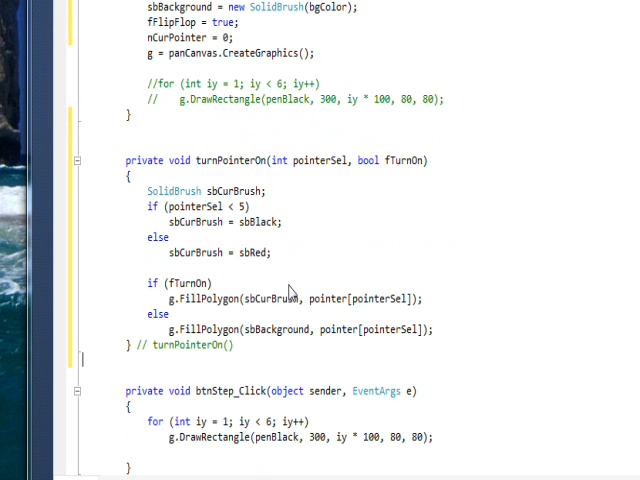 sbBackground = new SolidBrush(bgColor);
fFlipFlop = true;
nCurPointer = 0;
g = panCanvas.CreateGraphics();
//for (int iy = 1; iy < 6; iy++)
//    g.DrawRectangle(penBlack, 300, iy * 100, 80, 80);
}
private void turnPointerOn(int pointerSel, bool fTurnOn)
{
SolidBrush sbCurBrush;
if (pointerSel < 5)
sbCurBrush = sbBlack;
else
sbCurBrush = sbRed;
if (fTurnOn)
g.FillPolygon(sbCurBrush, pointer[pointerSel]);
else
g.FillPolygon(sbBackground, pointer[pointerSel]);
} // turnPointerOn()
private void btnStep_Click(object sender, EventArgs e)
{
for (int iy = 1; iy < 6; iy++)
g.DrawRectangle(penBlack, 300, iy * 100, 80, 80);
}